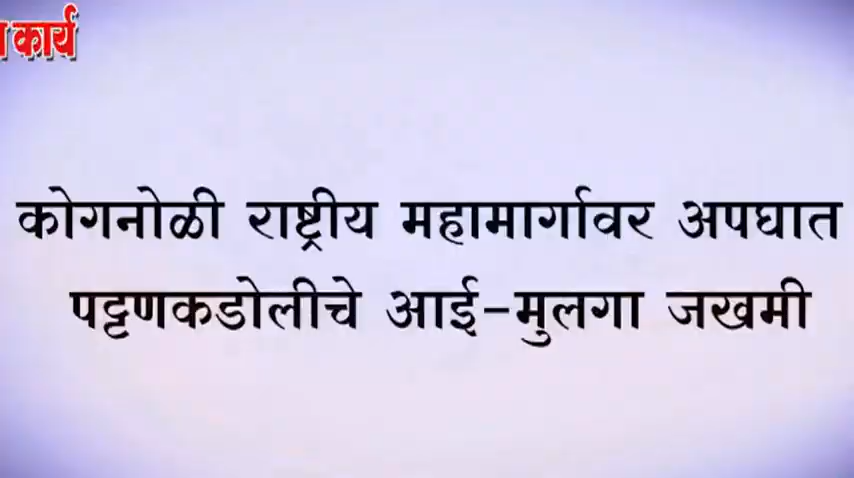 कार्य
कोगनोळी राष्ट्रीय महामार्गावर अपघात
पट्टणकडोलीचे आई-मुलगा जखमी